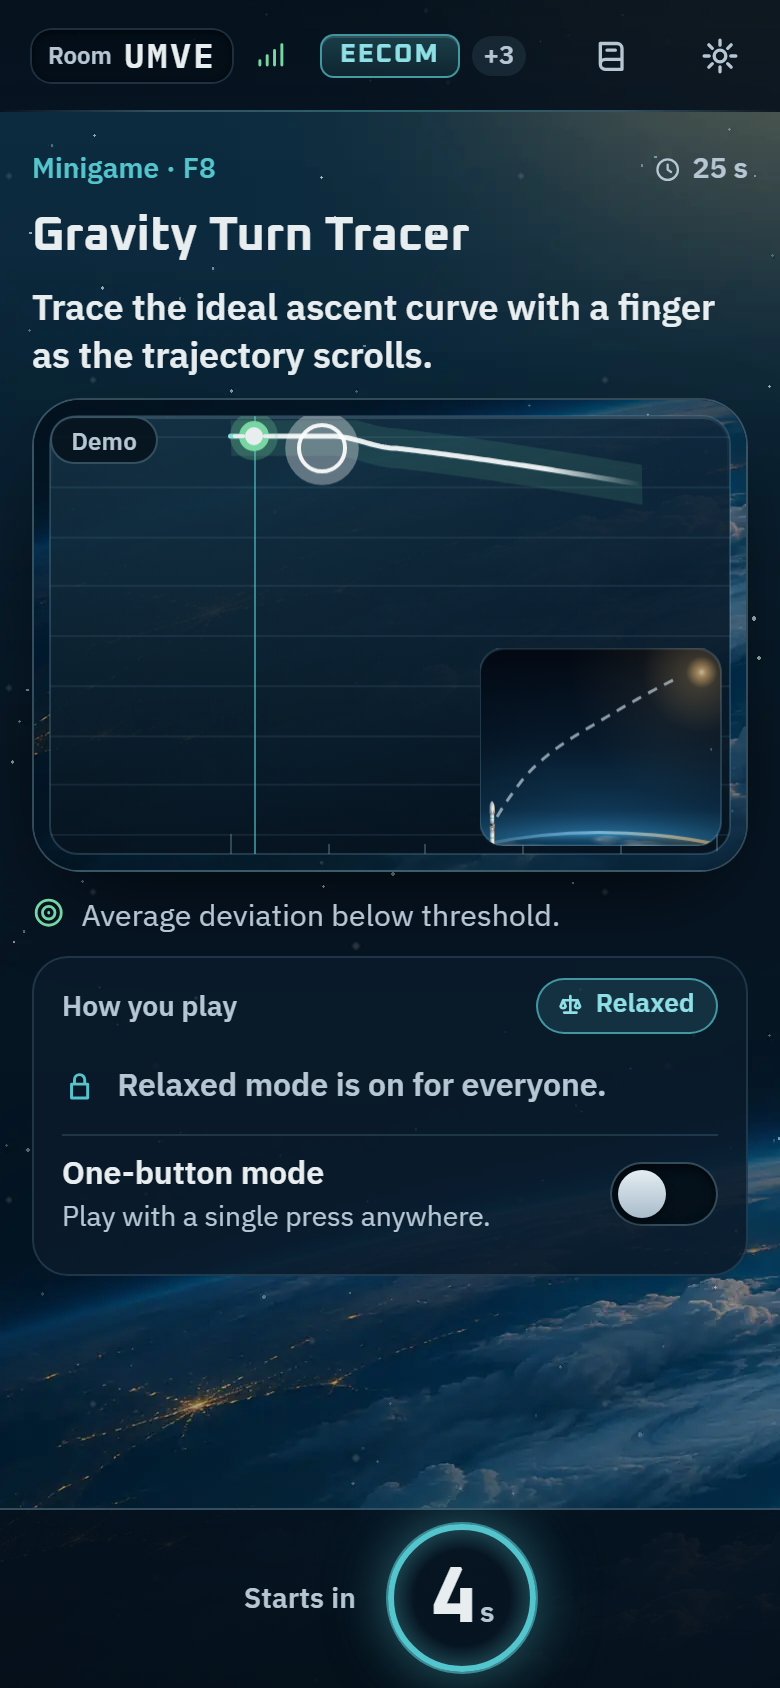 Room UMVE
EECOM
+3
Minigame · F8
25 s
Gravity Turn Tracer
Trace the ideal ascent curve with a finger
as the trajectory scrolls.
Demo
Average deviation below threshold.
How you play
Relaxed
Relaxed mode is on for everyone.
One-button mode
Play with a single press anywhere.
Starts in
4 s